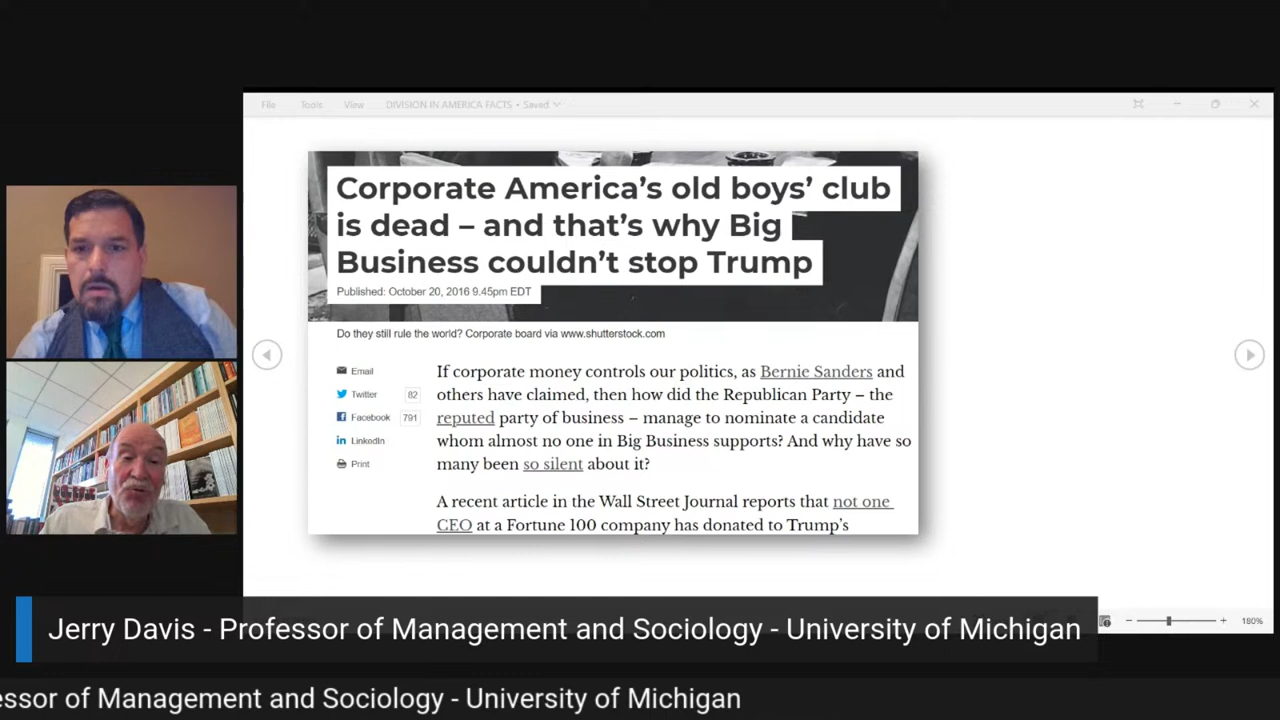 File Tools View DIVISION IN AMERICA FACTS • Saved
Corporate America's old boys' club
is dead – and that's why Big
Business couldn't stop Trump
Published: October 20, 2016 9.45pm EDT
Do they still rule the world? Corporate board via www.shutterstock.com
Email
Twitter 82
Facebook 791
LinkedIn
Print
If corporate money controls our politics, as Bernie Sanders and
others have claimed, then how did the Republican Party – the
reputed party of business – manage to nominate a candidate
whom almost no one in Big Business supports? And why have so
many been so silent about it?
A recent article in the Wall Street Journal reports that not one
CEO at a Fortune 100 company has donated to Trump's
180%
Jerry Davis - Professor of Management and Sociology - University of Michigan
essor of Management and Sociology - University of Michigan